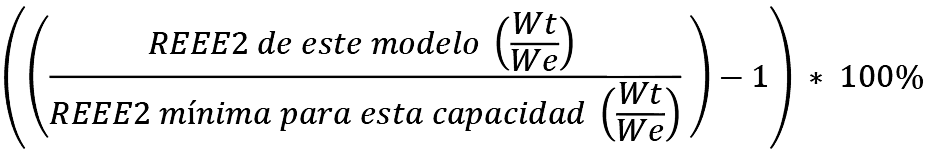 ((REEE2 de este modelo (Wt/We) / REEE2 mínima para esta capacidad (Wt/We)) − 1) * 100%